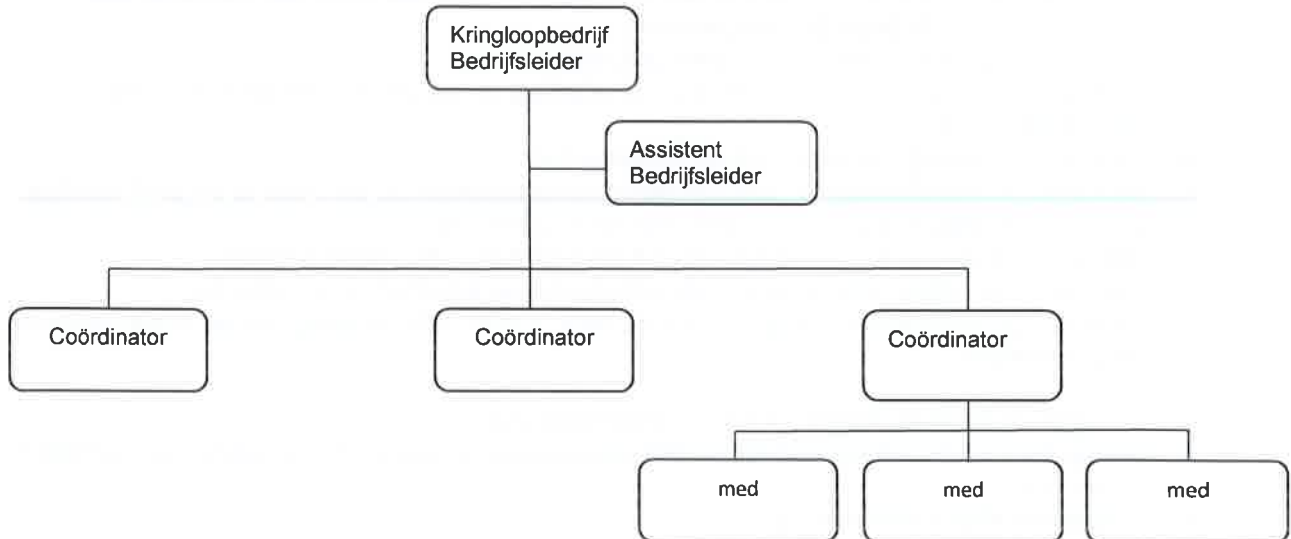 Kringloopbedrijf
Bedrijfsleider
Assistent
Bedrijfsleider
Coördinator
Coördinator
Coördinator
med
med
med